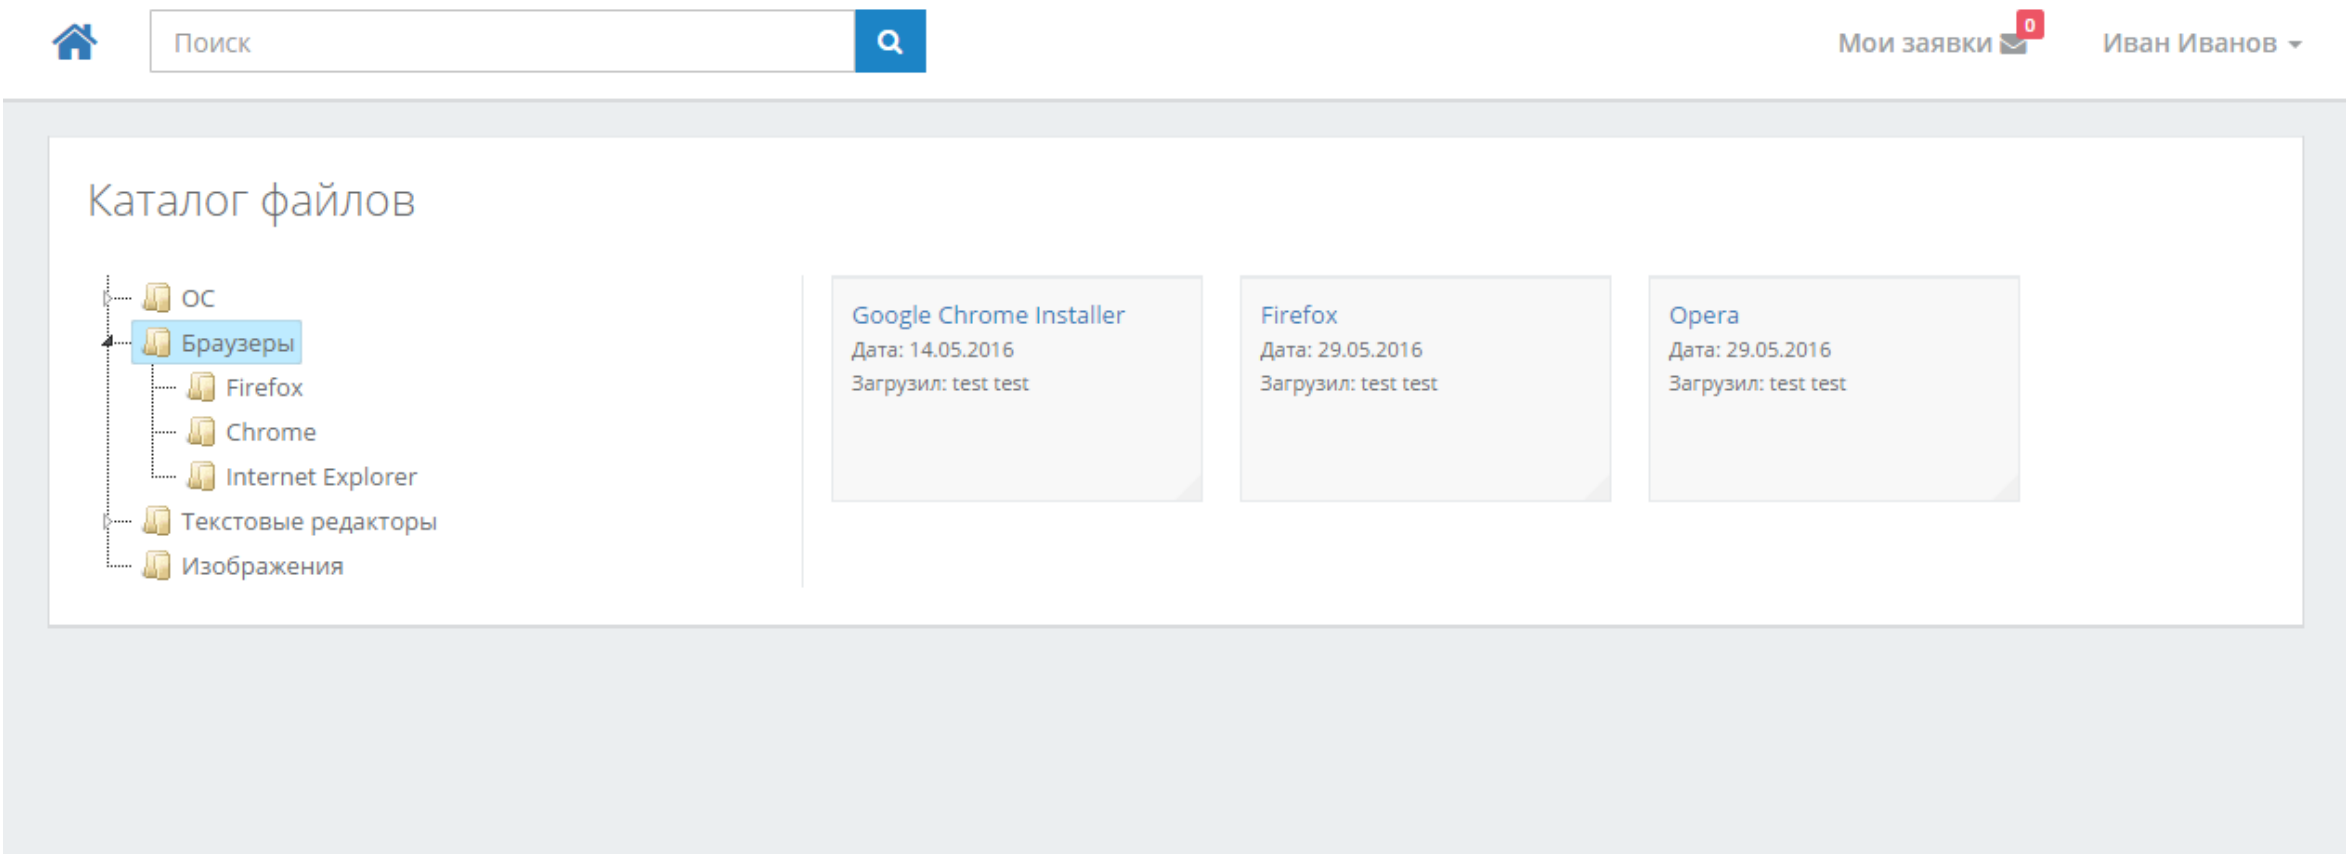 Поиск
Мои заявки 0
Иван Иванов
Каталог файлов
ОС
Браузеры
Firefox
Chrome
Internet Explorer
Текстовые редакторы
Изображения
Google Chrome Installer
Дата: 14.05.2016
Загрузил: test test
Firefox
Дата: 29.05.2016
Загрузил: test test
Opera
Дата: 29.05.2016
Загрузил: test test